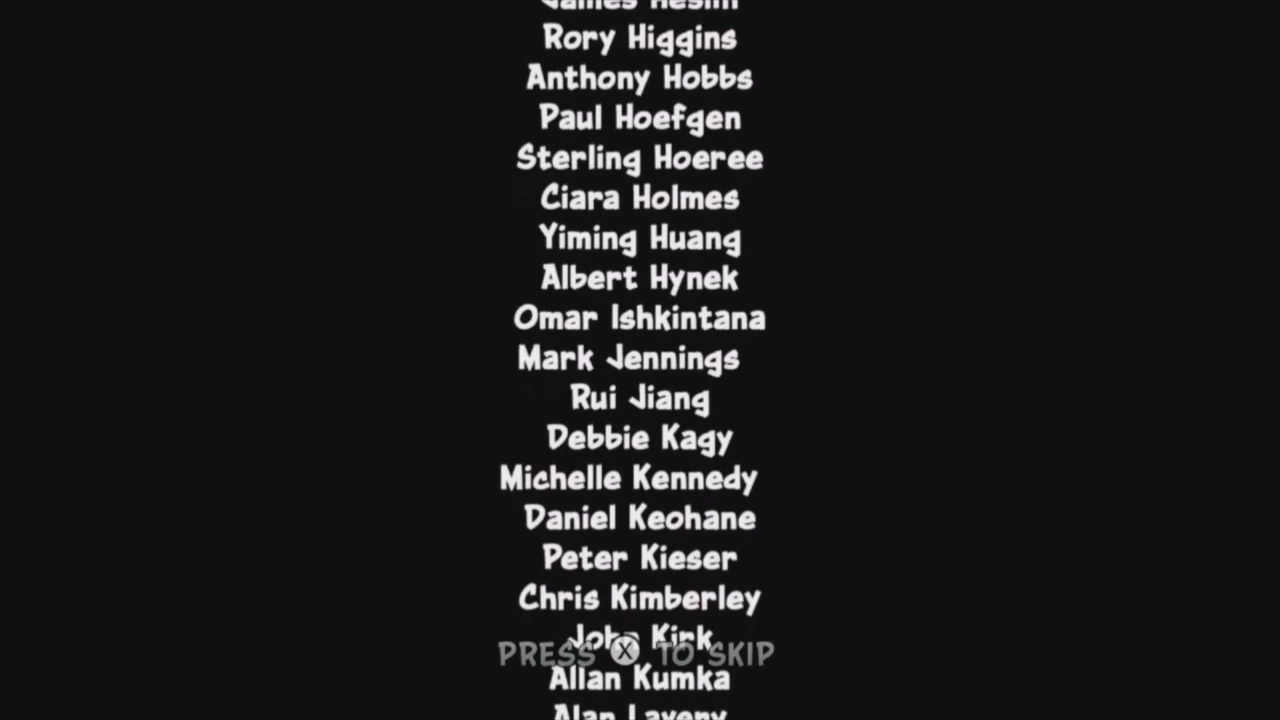 Rory Higgins
Anthony Hobbs
Paul Hoefgen
Sterling Hoeree
Ciara Holmes
Yiming Huang
Albert Hynek
Omar Ishkintana
Mark Jennings
Rui Jiang
Debbie Kagy
Michelle Kennedy
Daniel Keohane
Peter Kieser
Chris Kimberley
John Kirk
PRESS X TO SKIP
Allan Kumka
Alan